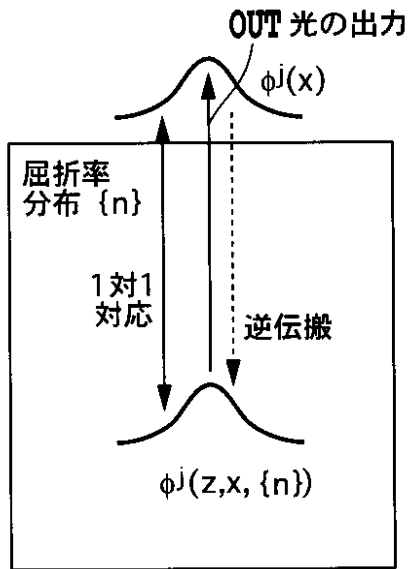 OUT 光の出力
φj(x)
屈折率
分布 {n}
1対1
対応
逆伝搬
φj(z,x,{n})